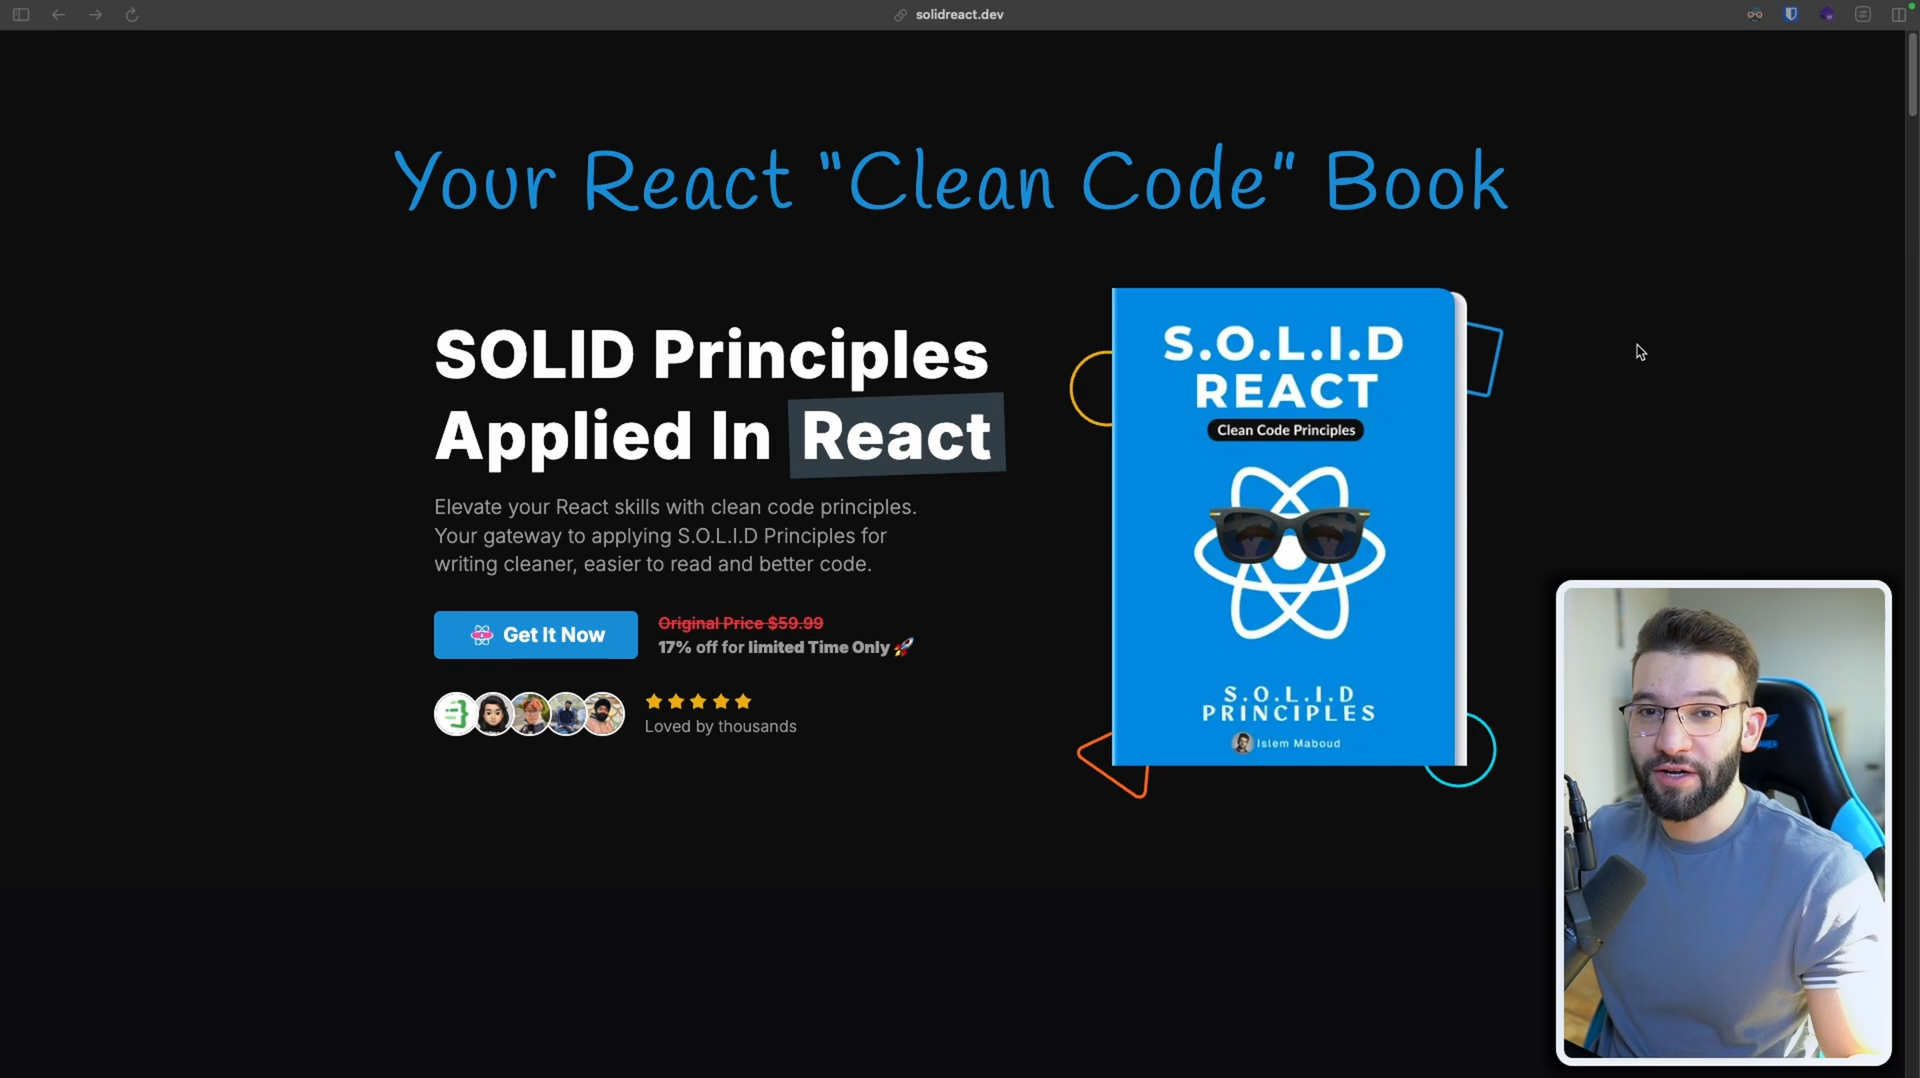 solidreact.dev
Your React "Clean Code" Book
SOLID Principles
Applied In React
Elevate your React skills with clean code principles.
Your gateway to applying S.O.L.I.D Principles for
writing cleaner, easier to read and better code.
Get It Now
Original Price $59.99
17% off for limited Time Only 🚀
Loved by thousands
S.O.L.I.D
REACT
Clean Code Principles
S.O.L.I.D
PRINCIPLES
Islem Maboud